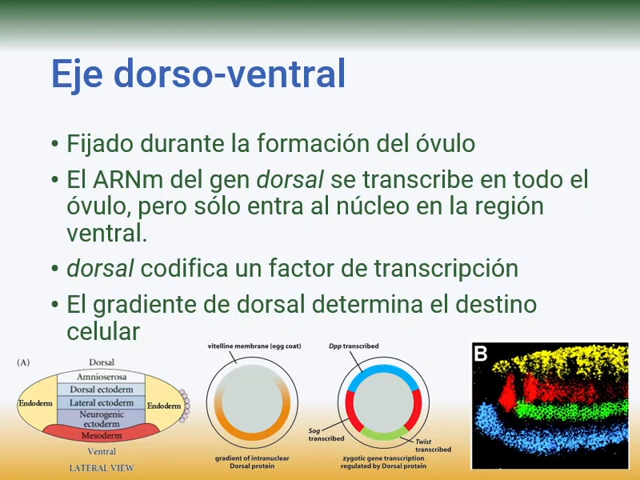 Eje dorso-ventral
• Fijado durante la formación del óvulo
• El ARNm del gen dorsal se transcribe en todo el
óvulo, pero sólo entra al núcleo en la región
ventral.
• dorsal codifica un factor de transcripción
• El gradiente de dorsal determina el destino
celular
(A)
Dorsal
Amnioserosa
Dorsal ectoderm
Lateral ectoderm
Endoderm
Endoderm
Neurogenic
ectoderm
Mesoderm
Ventral
LATERAL VIEW
vitelline membrane (egg coat)
gradient of intranuclear
Dorsal protein
Dpp transcribed
Sog
transcribed
Twist
transcribed
zygotic gene transcription
regulated by Dorsal protein
B